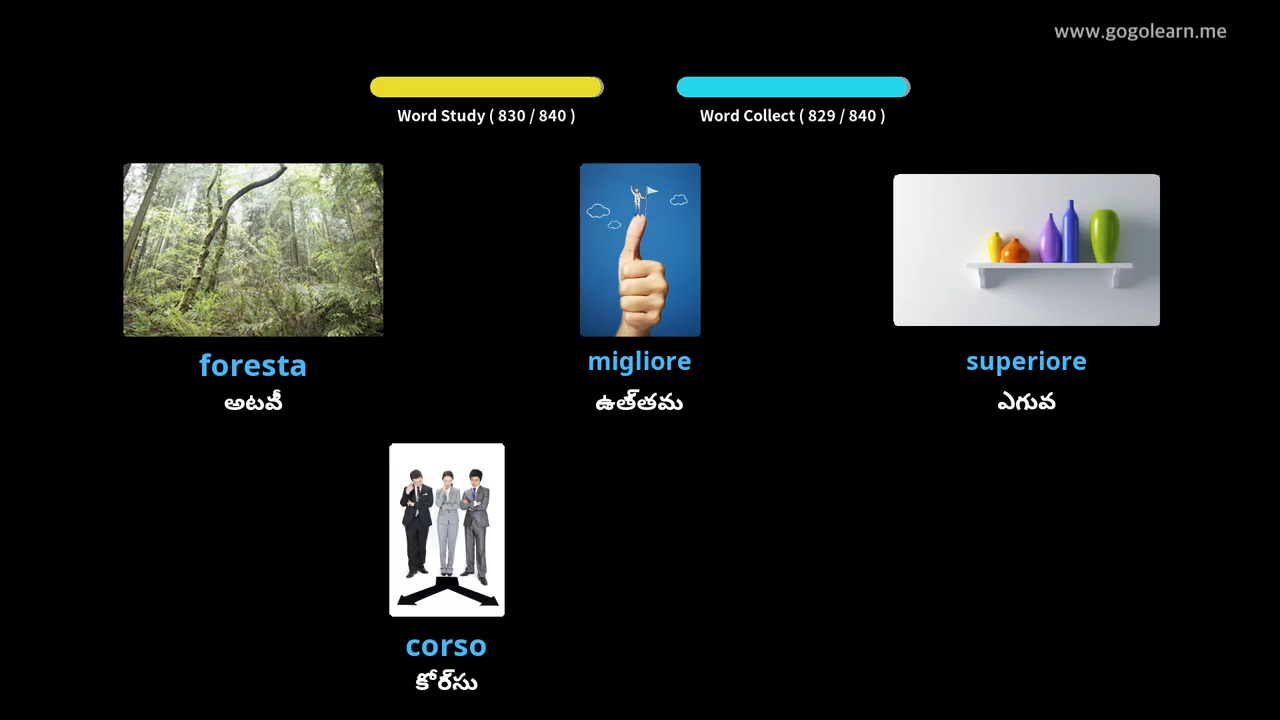 www.gogolearn.me
Word Study ( 830 / 840 )
Word Collect ( 829 / 840 )
foresta
అటవీ
migliore
ఉత్తమ
superiore
ఎగువ
corso
కోర్సు